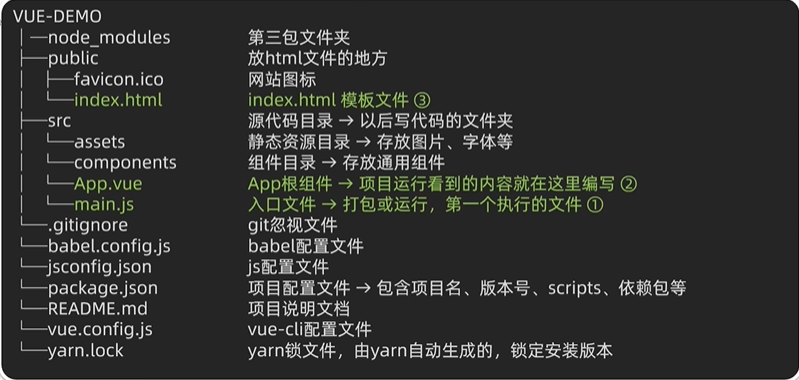 VUE-DEMO
│─node_modules 第三包文件夹
├─public 放html文件的地方
│ ├─favicon.ico 网站图标
│ └─index.html index.html 模板文件 ③
├─src 源代码目录 → 以后写代码的文件夹
│ └─assets 静态资源目录 → 存放图片、字体等
│ └─components 组件目录 → 存放通用组件
│ └─App.vue App根组件 → 项目运行看到的内容就在这里编写 ②
│ └─main.js 入口文件 → 打包或运行，第一个执行的文件 ①
└─.gitignore git忽视文件
└─babel.config.js babel配置文件
└─jsconfig.json js配置文件
└─package.json 项目配置文件 → 包含项目名、版本号、scripts、依赖包等
└─README.md 项目说明文档
└─vue.config.js vue-cli配置文件
└─yarn.lock yarn锁文件，由yarn自动生成的，锁定安装版本